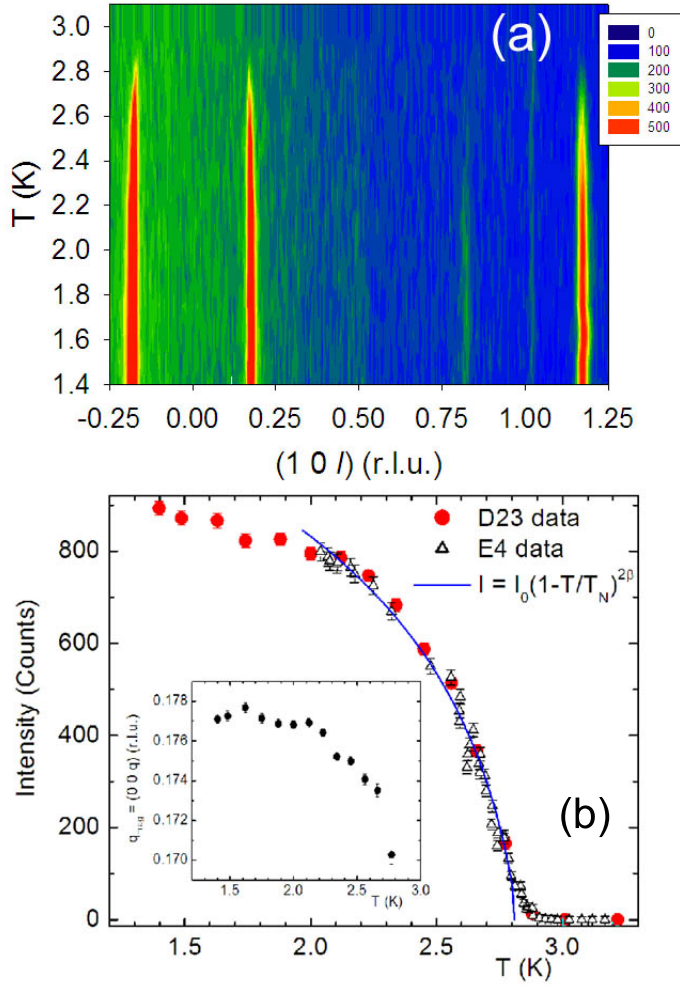 (a)
0
100
200
300
400
500
3.0
2.8
2.6
2.4
2.2
2.0
1.8
1.6
1.4
T (K)
-0.25 0.00 0.25 0.50 0.75 1.00 1.25
(1 0 l) (r.l.u.)
800
600
400
200
0
Intensity (Counts)
D23 data
E4 data
I = I₀(1-T/T_N)^2β
0.178
0.176
0.174
0.172
0.170
q_mag = (0 0 q) (r.l.u.)
1.5 2.0 2.5 3.0
T (K)
(b)
1.5 2.0 2.5 3.0
T (K)